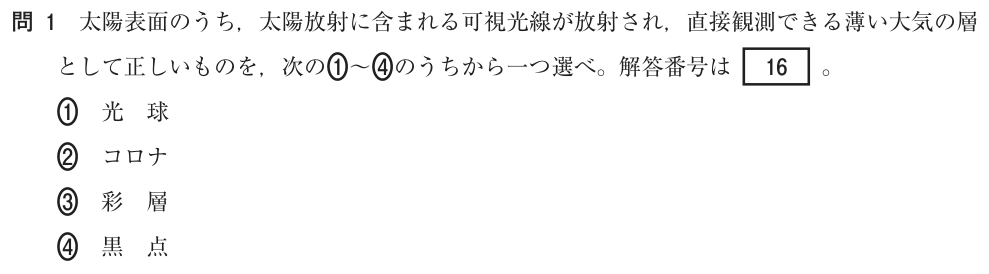 問 1 太陽表面のうち，太陽放射に含まれる可視光線が放射され，直接観測できる薄い大気の層
として正しいものを，次の①～④のうちから一つ選べ。解答番号は 16 。
① 光 球
② コロナ
③ 彩 層
④ 黒 点